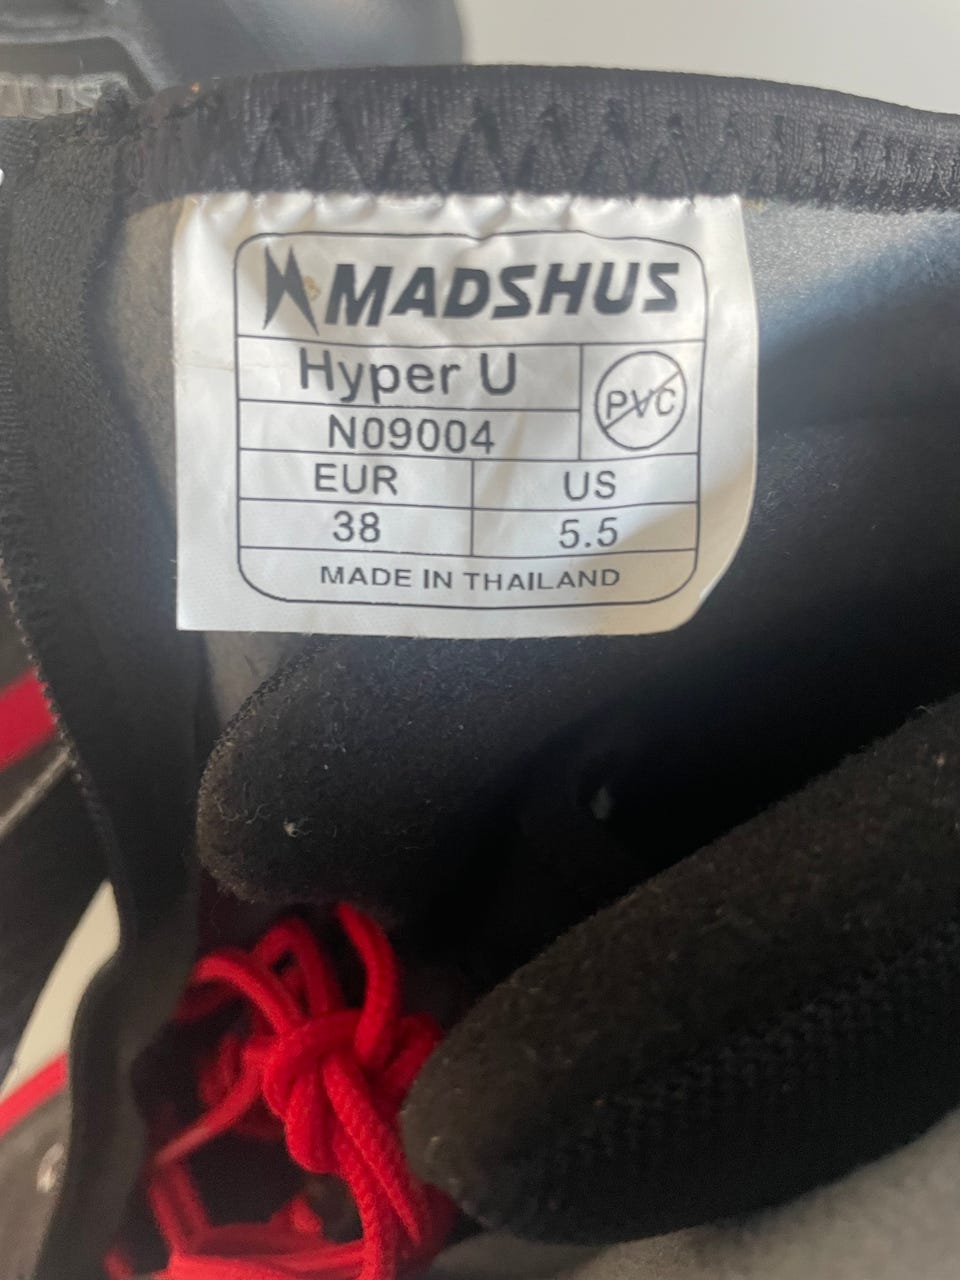 MADSHUS
Hyper U
PVC
N09004
EUR US
38 5.5
MADE IN THAILAND